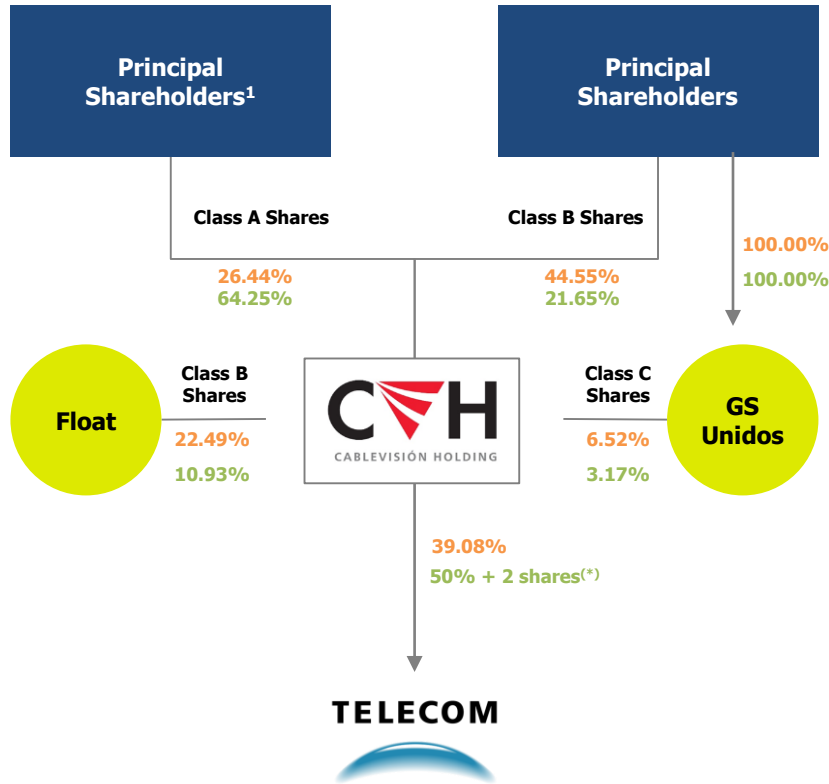 Principal
Shareholders¹
Principal
Shareholders
Class A Shares
Class B Shares
26.44%
64.25%
44.55%
21.65%
100.00%
100.00%
Float
Class B
Shares
22.49%
10.93%
CVH
CABLEVISIÓN HOLDING
Class C
Shares
6.52%
3.17%
GS
Unidos
39.08%
50% + 2 shares(*)
TELECOM